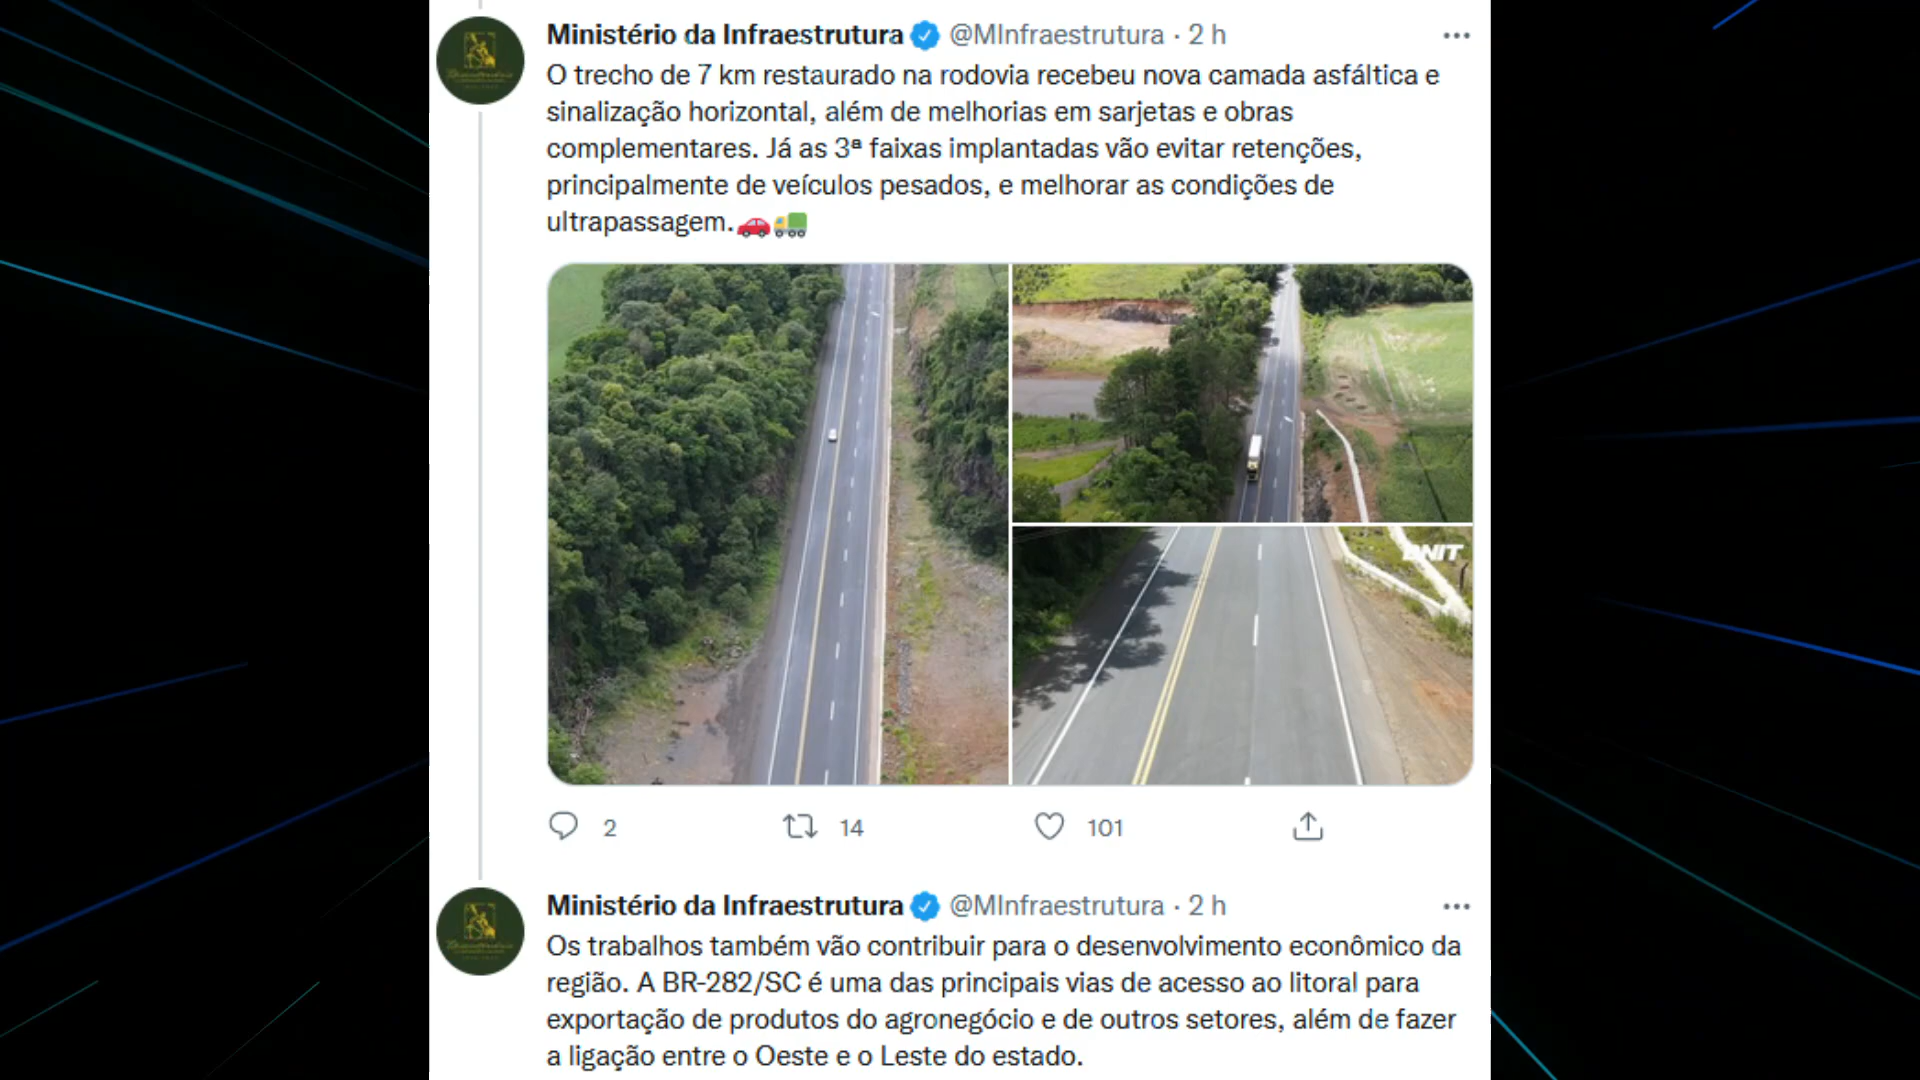 Ministério da Infraestrutura @MInfraestrutura · 2 h
O trecho de 7 km restaurado na rodovia recebeu nova camada asfáltica e
sinalização horizontal, além de melhorias em sarjetas e obras
complementares. Já as 3ª faixas implantadas vão evitar retenções,
principalmente de veículos pesados, e melhorar as condições de
ultrapassagem.
DNIT
2 14 101
Ministério da Infraestrutura @MInfraestrutura · 2 h
Os trabalhos também vão contribuir para o desenvolvimento econômico da
região. A BR-282/SC é uma das principais vias de acesso ao litoral para
exportação de produtos do agronegócio e de outros setores, além de fazer
a ligação entre o Oeste e o Leste do estado.